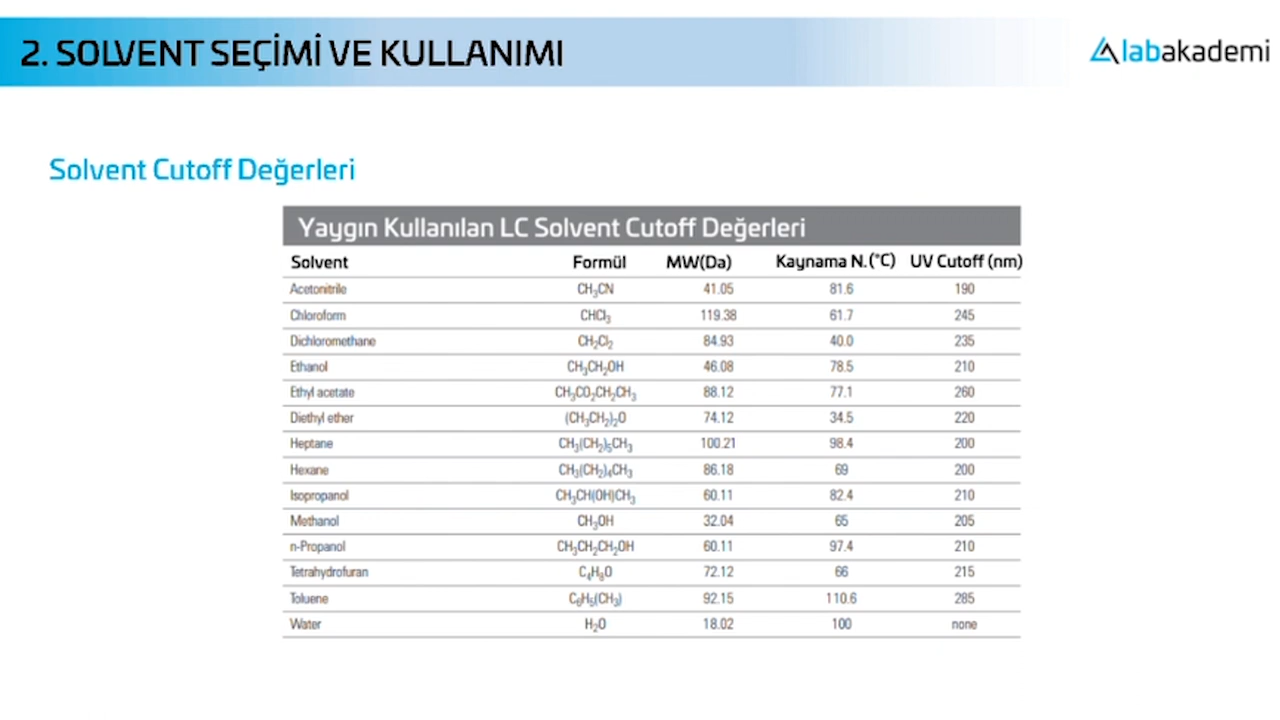 2. SOLVENT SEÇİMİ VE KULLANIMI
labakademi
Solvent Cutoff Değerleri
Yaygın Kullanılan LC Solvent Cutoff Değerleri
Solvent Formül MW(Da) Kaynama N.(°C) UV Cutoff (nm)
Acetonitrile CH₃CN 41.05 81.6 190
Chloroform CHCl₃ 119.38 61.7 245
Dichloromethane CH₂Cl₂ 84.93 40.0 235
Ethanol CH₃CH₂OH 46.08 78.5 210
Ethyl acetate CH₃CO₂CH₂CH₃ 88.12 77.1 260
Diethyl ether (CH₃CH₂)₂O 74.12 34.5 220
Heptane CH₃(CH₂)₅CH₃ 100.21 98.4 200
Hexane CH₃(CH₂)₄CH₃ 86.18 69 200
Isopropanol CH₃CH(OH)CH₃ 60.11 82.4 210
Methanol CH₃OH 32.04 65 205
n-Propanol CH₃CH₂CH₂OH 60.11 97.4 210
Tetrahydrofuran C₄H₈O 72.12 66 215
Toluene C₆H₅(CH₃) 92.15 110.6 285
Water H₂O 18.02 100 none